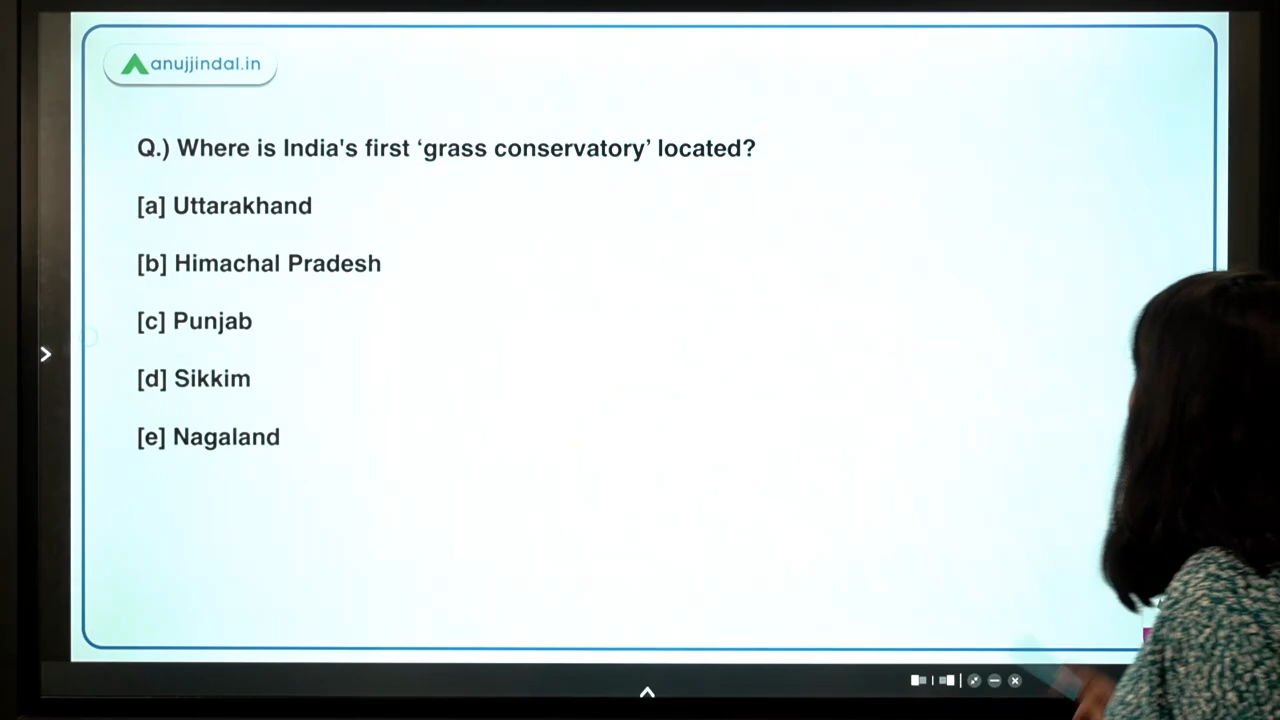 anujjindal.in
Q.) Where is India's first ‘grass conservatory’ located?
[a] Uttarakhand
[b] Himachal Pradesh
[c] Punjab
[d] Sikkim
[e] Nagaland